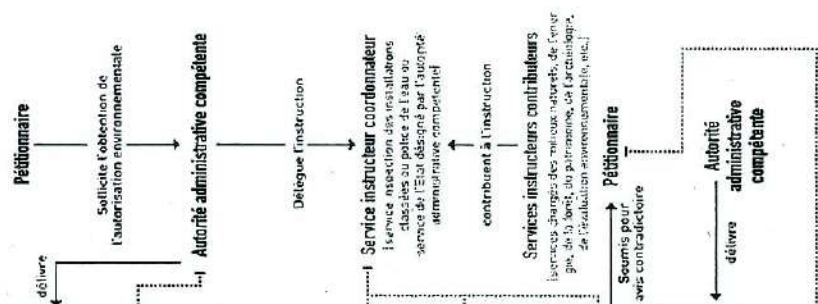 Pétitionnaire
Sollicite l'obtention de
l'autorisation environnementale
Autorité administrative compétente
délivre
Délègue l'instruction
Service instructeur coordonnateur
(service inspection des installations
classées ou police de l'eau ou
service de l'Etat désigné par l'autorité
administrative compétente)
contribuent à l'instruction
Services instructeurs contributeurs
(services chargés des milieux naturels, de l'éner
gie, de la forêt, du patrimoine, de l'archéologie,
de l'évaluation environnementale, etc.)
Pétitionnaire
Soumis pour
avis contradictoire
Autorité
administrative
compétente
délivre